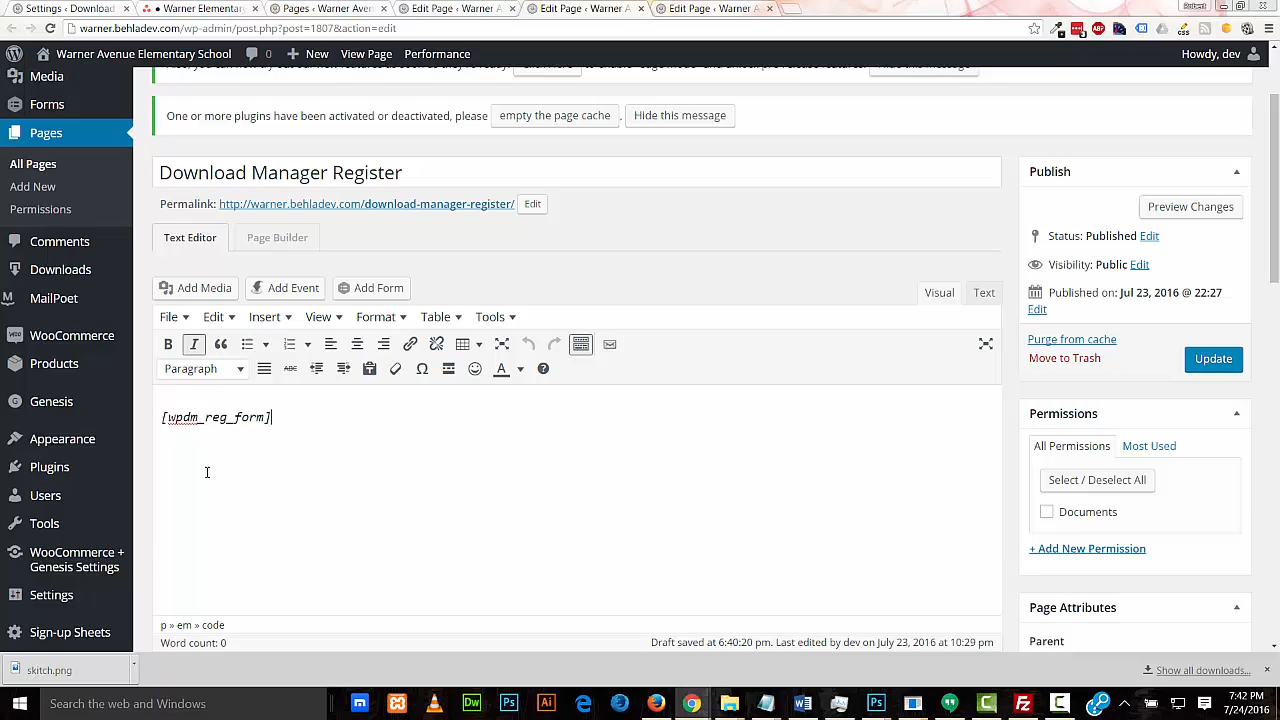 Settings ‹ Download
Warner Elementary
Pages ‹ Warner Aven
Edit Page ‹ Warner A
Edit Page ‹ Warner A
Edit Page ‹ Warner A
Robert
warner.behladev.com/wp-admin/post.php?post=1807&action=edit
Warner Avenue Elementary School 0 New View Page Performance Howdy, dev
Hide this message
One or more plugins have been activated or deactivated, please empty the page cache . Hide this message
Media
Forms
Pages
All Pages
Add New
Permissions
Comments
Downloads
MailPoet
WooCommerce
Products
Genesis
Appearance
Plugins
Users
Tools
WooCommerce +
Genesis Settings
Settings
Sign-up Sheets
Download Manager Register
Permalink: http://warner.behladev.com/download-manager-register/ Edit
Text Editor Page Builder
Add Media Add Event Add Form
Visual Text
File Edit Insert View Format Table Tools
B I
Paragraph ABC Ω A
[wpdm_reg_form]
p » em » code
Word count: 0 Draft saved at 6:40:20 pm. Last edited by dev on July 23, 2016 at 10:29 pm
Publish
Preview Changes
Status: Published Edit
Visibility: Public Edit
Published on: Jul 23, 2016 @ 22:27
Edit
Purge from cache
Move to Trash
Update
Permissions
All Permissions Most Used
Select / Deselect All
Documents
+ Add New Permission
Page Attributes
Parent
skitch.png
Show all downloads...
Search the web and Windows
Dw Ps Ai Ps
7:42 PM
7/24/2016